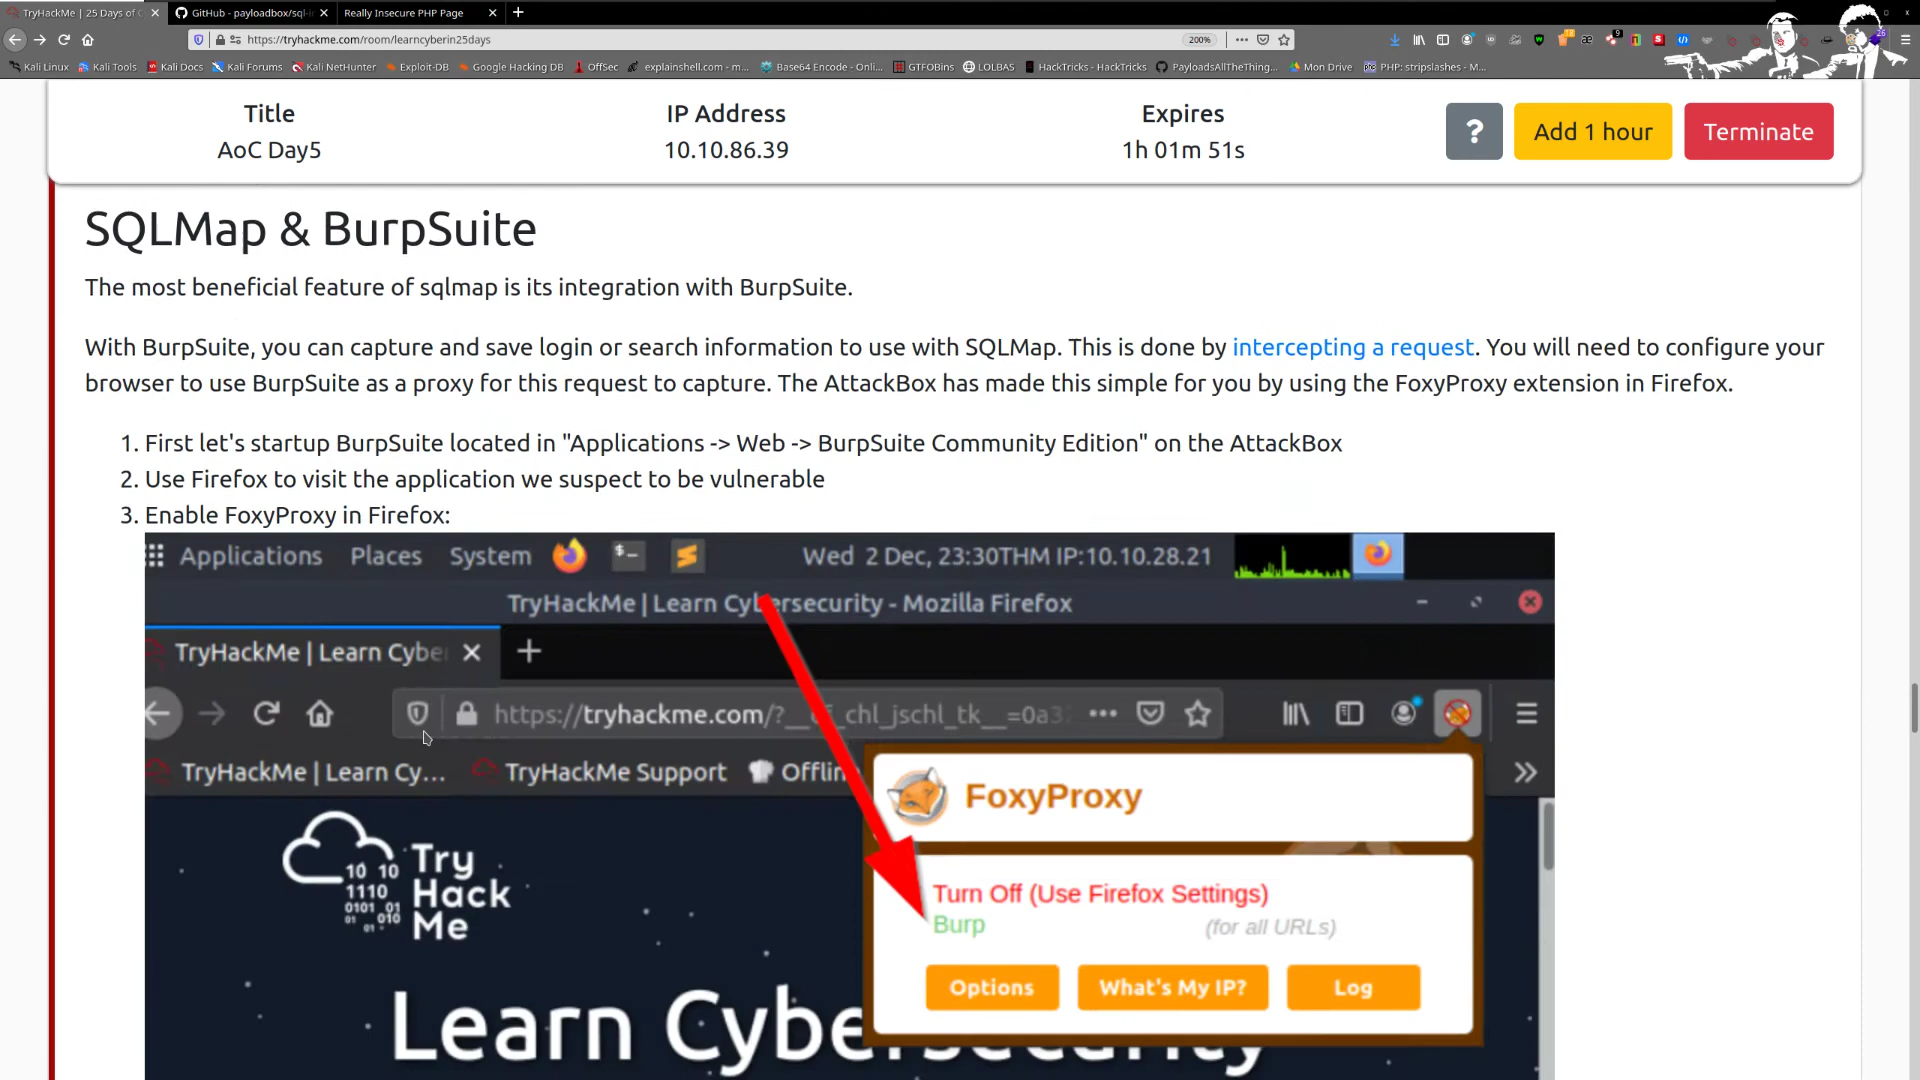 TryHackMe | 25 Days of
GitHub - payloadbox/sql-i
Really Insecure PHP Page
https://tryhackme.com/room/learncyberin25days
200%
Kali Linux
Kali Tools
Kali Docs
Kali Forums
Kali NetHunter
Exploit-DB
Google Hacking DB
OffSec
explainshell.com - m...
Base64 Encode - Onli...
GTFOBins
LOLBAS
HackTricks - HackTricks
PayloadsAllTheThing...
Mon Drive
PHP: stripslashes - M...
Title
IP Address
Expires
AoC Day5
10.10.86.39
1h 01m 51s
?
Add 1 hour
Terminate
SQLMap & BurpSuite
The most beneficial feature of sqlmap is its integration with BurpSuite.
With BurpSuite, you can capture and save login or search information to use with SQLMap. This is done by intercepting a request. You will need to configure your
browser to use BurpSuite as a proxy for this request to capture. The AttackBox has made this simple for you by using the FoxyProxy extension in Firefox.
1. First let's startup BurpSuite located in "Applications -> Web -> BurpSuite Community Edition" on the AttackBox
2. Use Firefox to visit the application we suspect to be vulnerable
3. Enable FoxyProxy in Firefox:
Applications Places System
Wed 2 Dec, 23:30THM IP:10.10.28.21
TryHackMe | Learn Cybersecurity - Mozilla Firefox
TryHackMe | Learn Cybe
https://tryhackme.com/?__cf_chl_jschl_tk__=0a3
TryHackMe | Learn Cy...
TryHackMe Support
Offlin
FoxyProxy
Turn Off (Use Firefox Settings)
Burp
(for all URLs)
Options
What's My IP?
Log
10 10
1110
0101 01
01 010
Try
Hack
Me
Learn Cybersecurity